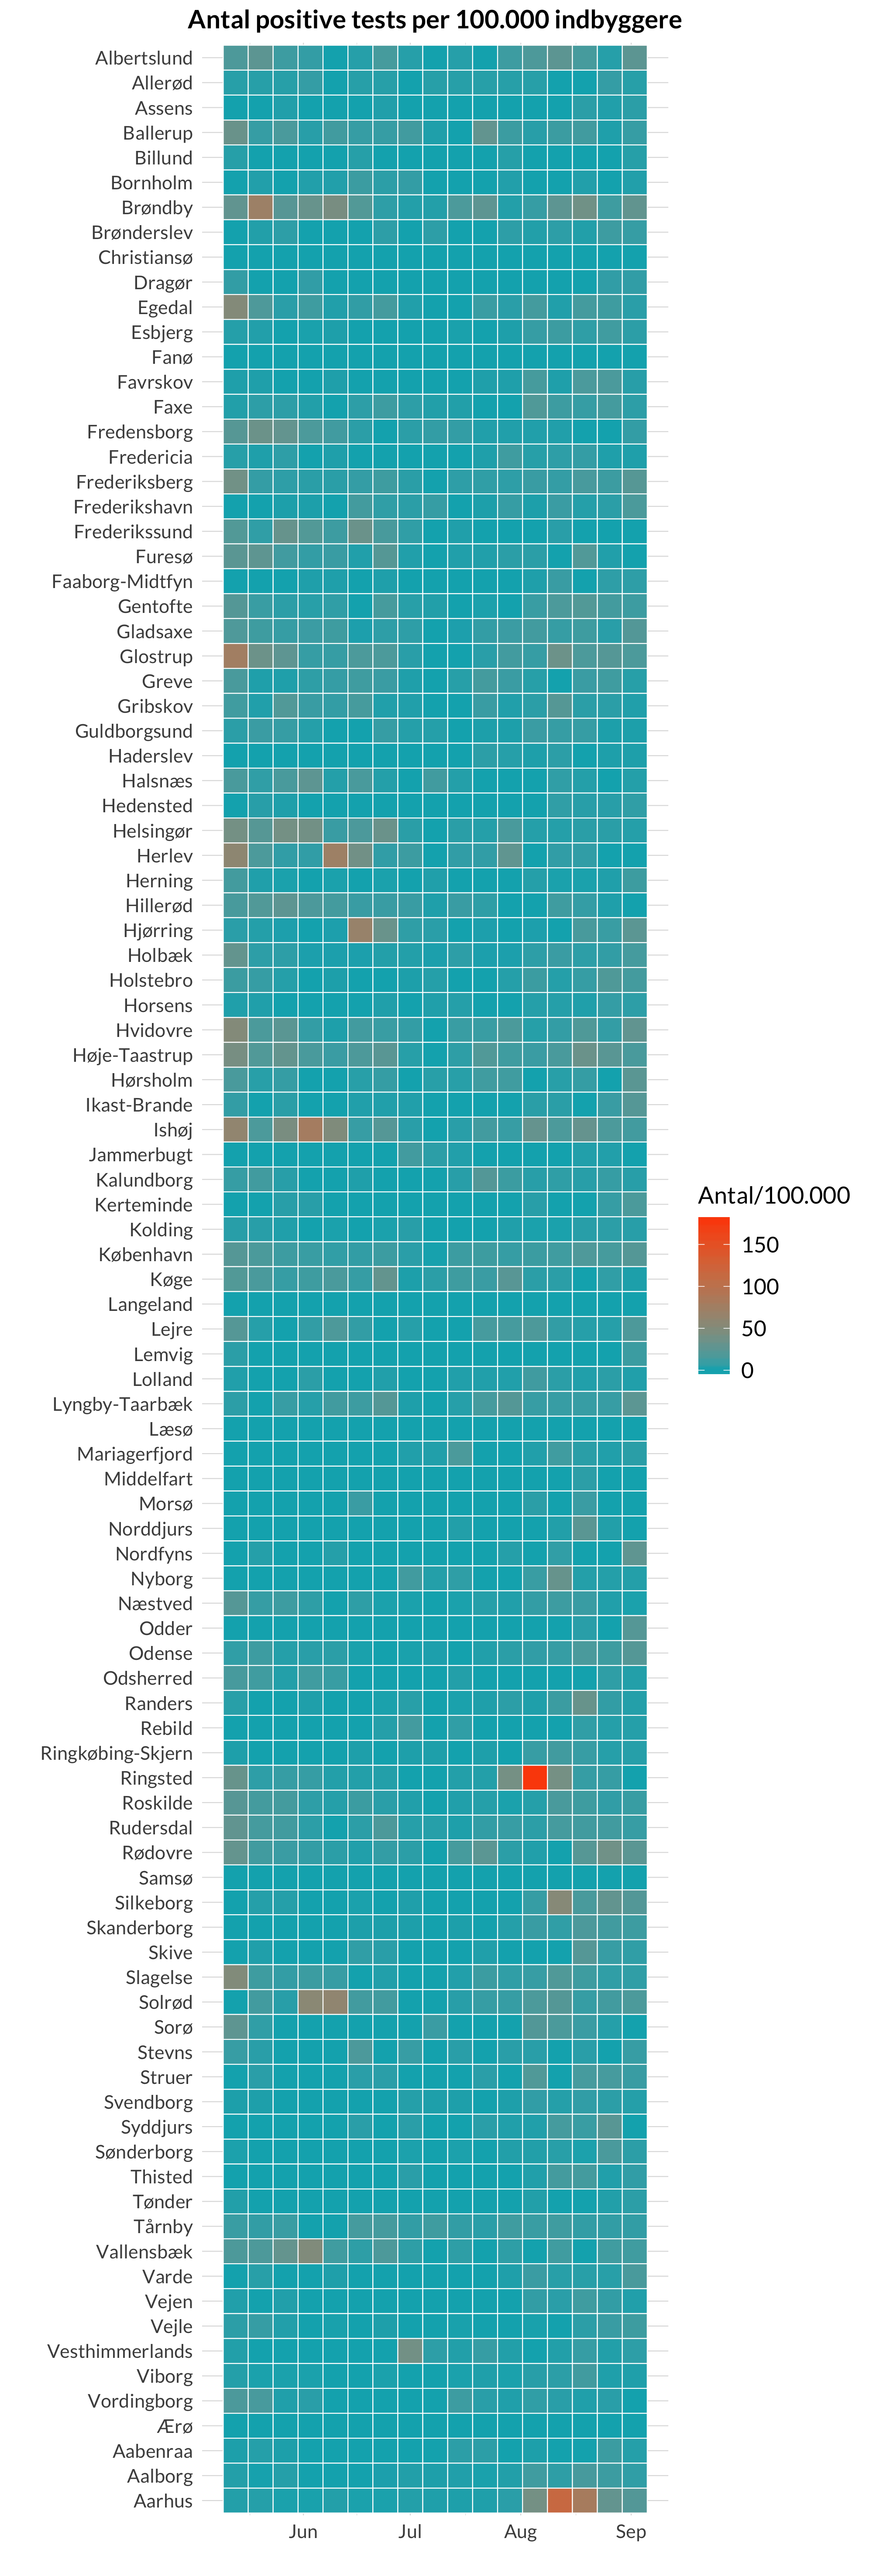 Antal positive tests per 100.000 indbyggere
Albertslund
Allerød
Assens
Ballerup
Billund
Bornholm
Brøndby
Brønderslev
Christiansø
Dragør
Egedal
Esbjerg
Fanø
Favrskov
Faxe
Fredensborg
Fredericia
Frederiksberg
Frederikshavn
Frederikssund
Furesø
Faaborg-Midtfyn
Gentofte
Gladsaxe
Glostrup
Greve
Gribskov
Guldborgsund
Haderslev
Halsnæs
Hedensted
Helsingør
Herlev
Herning
Hillerød
Hjørring
Holbæk
Holstebro
Horsens
Hvidovre
Høje-Taastrup
Hørsholm
Ikast-Brande
Ishøj
Jammerbugt
Kalundborg
Kerteminde
Kolding
København
Køge
Langeland
Lejre
Lemvig
Lolland
Lyngby-Taarbæk
Læsø
Mariagerfjord
Middelfart
Morsø
Norddjurs
Nordfyns
Nyborg
Næstved
Odder
Odense
Odsherred
Randers
Rebild
Ringkøbing-Skjern
Ringsted
Roskilde
Rudersdal
Rødovre
Samsø
Silkeborg
Skanderborg
Skive
Slagelse
Solrød
Sorø
Stevns
Struer
Svendborg
Syddjurs
Sønderborg
Thisted
Tønder
Tårnby
Vallensbæk
Varde
Vejen
Vejle
Vesthimmerlands
Viborg
Vordingborg
Ærø
Aabenraa
Aalborg
Aarhus
Jun Jul Aug Sep
Antal/100.000
150
100
50
0